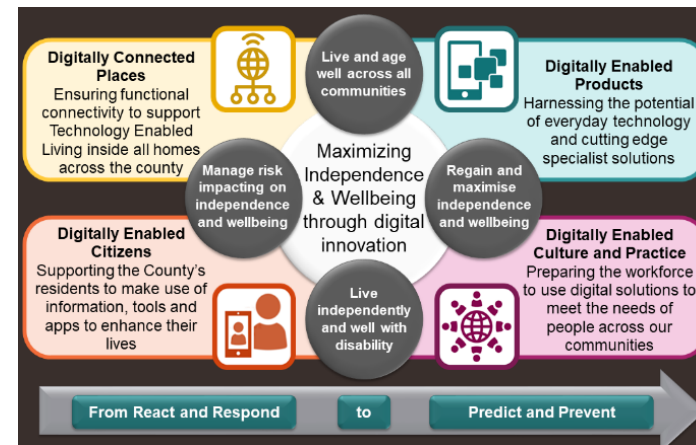 Digitally Connected
Places
Ensuring functional
connectivity to support
Technology Enabled
Living inside all homes
across the county
Live and age
well across all
communities
Digitally Enabled
Products
Harnessing the potential
of everyday technology
and cutting edge
specialist solutions
Manage risk
impacting on
independence
and wellbeing
Maximizing
Independence
& Wellbeing
through digital
innovation
Regain and
maximise
independence
and wellbeing
Digitally Enabled
Citizens
Supporting the County's
residents to make use of
information, tools and
apps to enhance their
lives
Live
independently
and well with
disability
Digitally Enabled
Culture and Practice
Preparing the workforce
to use digital solutions to
meet the needs of
people across our
communities
From React and Respond
to
Predict and Prevent